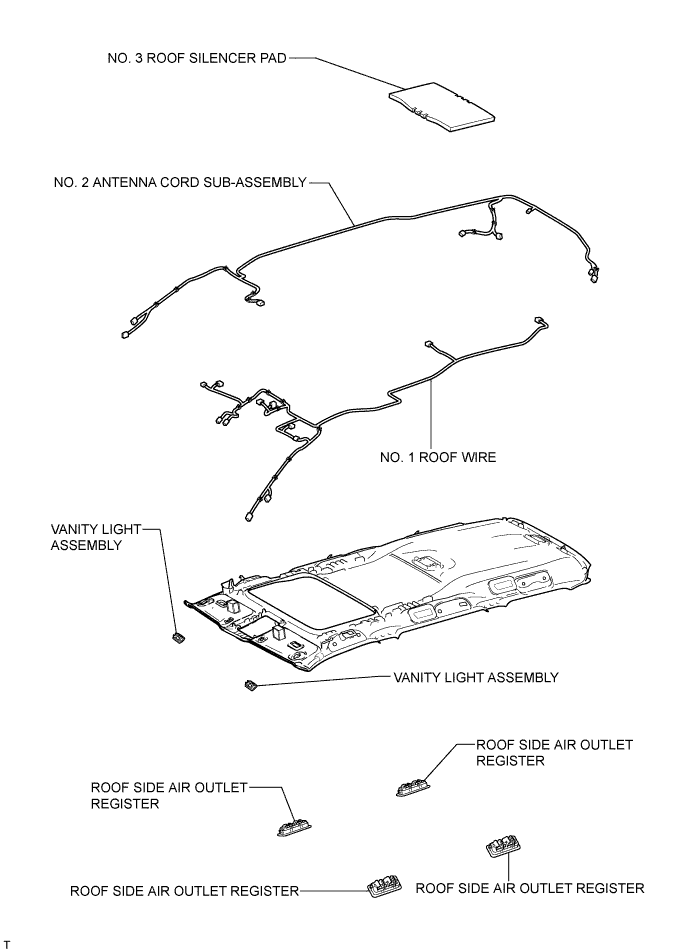 NO. 3 ROOF SILENCER PAD
NO. 2 ANTENNA CORD SUB-ASSEMBLY
NO. 1 ROOF WIRE
VANITY LIGHT
ASSEMBLY
VANITY LIGHT ASSEMBLY
ROOF SIDE AIR OUTLET
REGISTER
ROOF SIDE AIR OUTLET
REGISTER
ROOF SIDE AIR OUTLET REGISTER
ROOF SIDE AIR OUTLET REGISTER
T